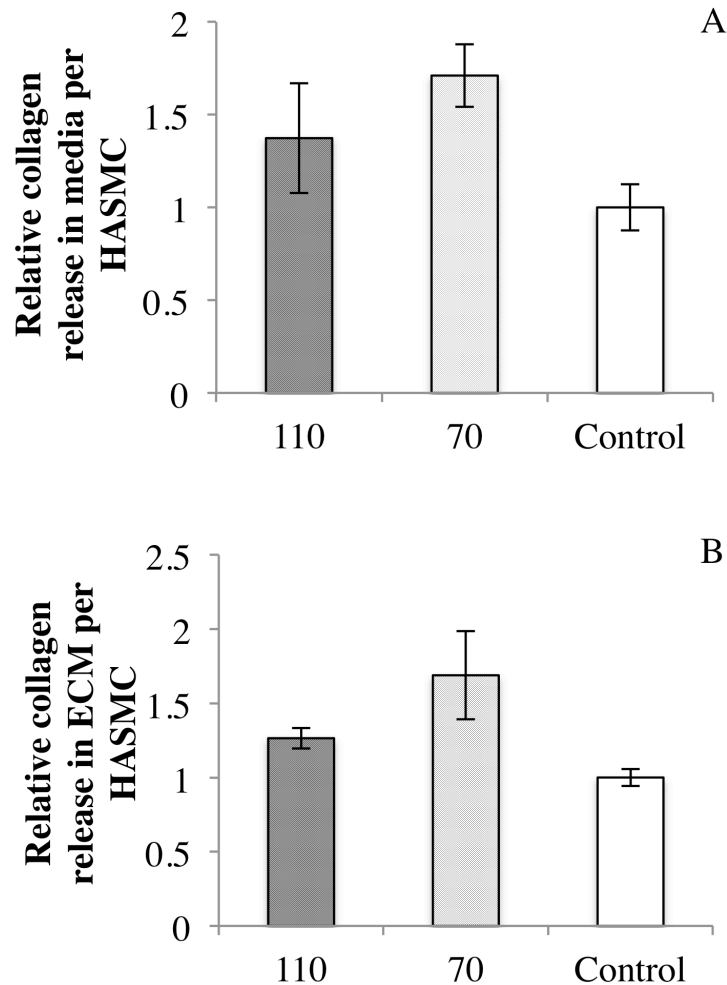 A
Relative collagen
release in media per
HASMC
2
1.5
1
0.5
0
110 70 Control
B
Relative collagen
release in ECM per
HASMC
2.5
2
1.5
1
0.5
0
110 70 Control